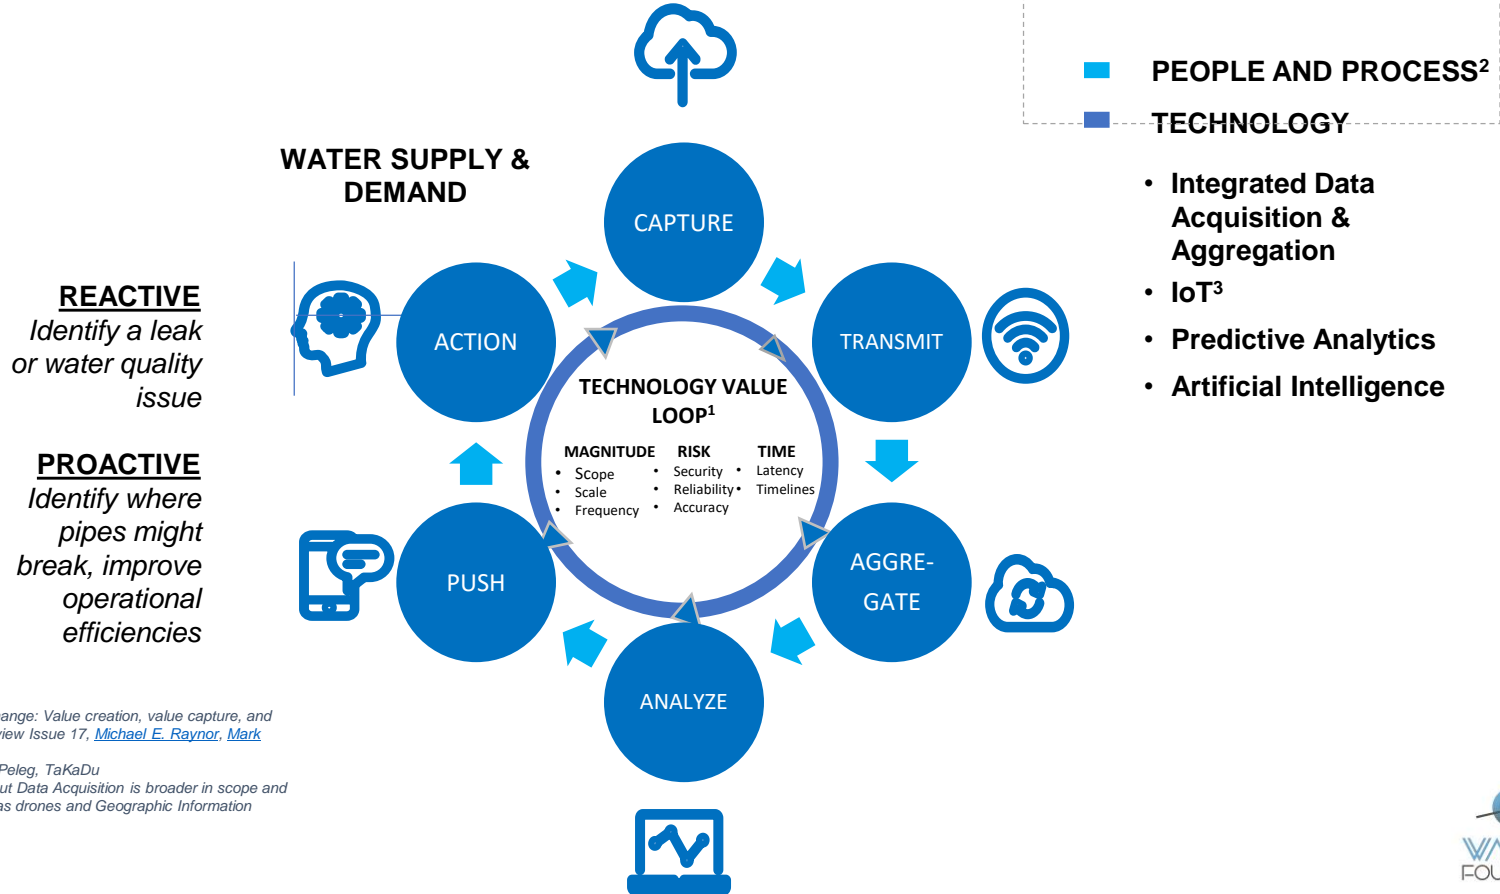 PEOPLE AND PROCESS²
TECHNOLOGY
• Integrated Data
Acquisition &
Aggregation
• IoT³
• Predictive Analytics
• Artificial Intelligence
WATER SUPPLY &
DEMAND
REACTIVE
Identify a leak
or water quality
issue
PROACTIVE
Identify where
pipes might
break, improve
operational
efficiencies
CAPTURE
TRANSMIT
AGGRE-
GATE
ANALYZE
PUSH
ACTION
TECHNOLOGY VALUE
LOOP¹
MAGNITUDE
• Scope
• Scale
• Frequency
RISK
• Security
• Reliability
• Accuracy
TIME
• Latency
• Timelines
ange: Value creation, value capture, and
view Issue 17, Michael E. Raynor, Mark
Peleg, TaKaDu
ut Data Acquisition is broader in scope and
as drones and Geographic Information